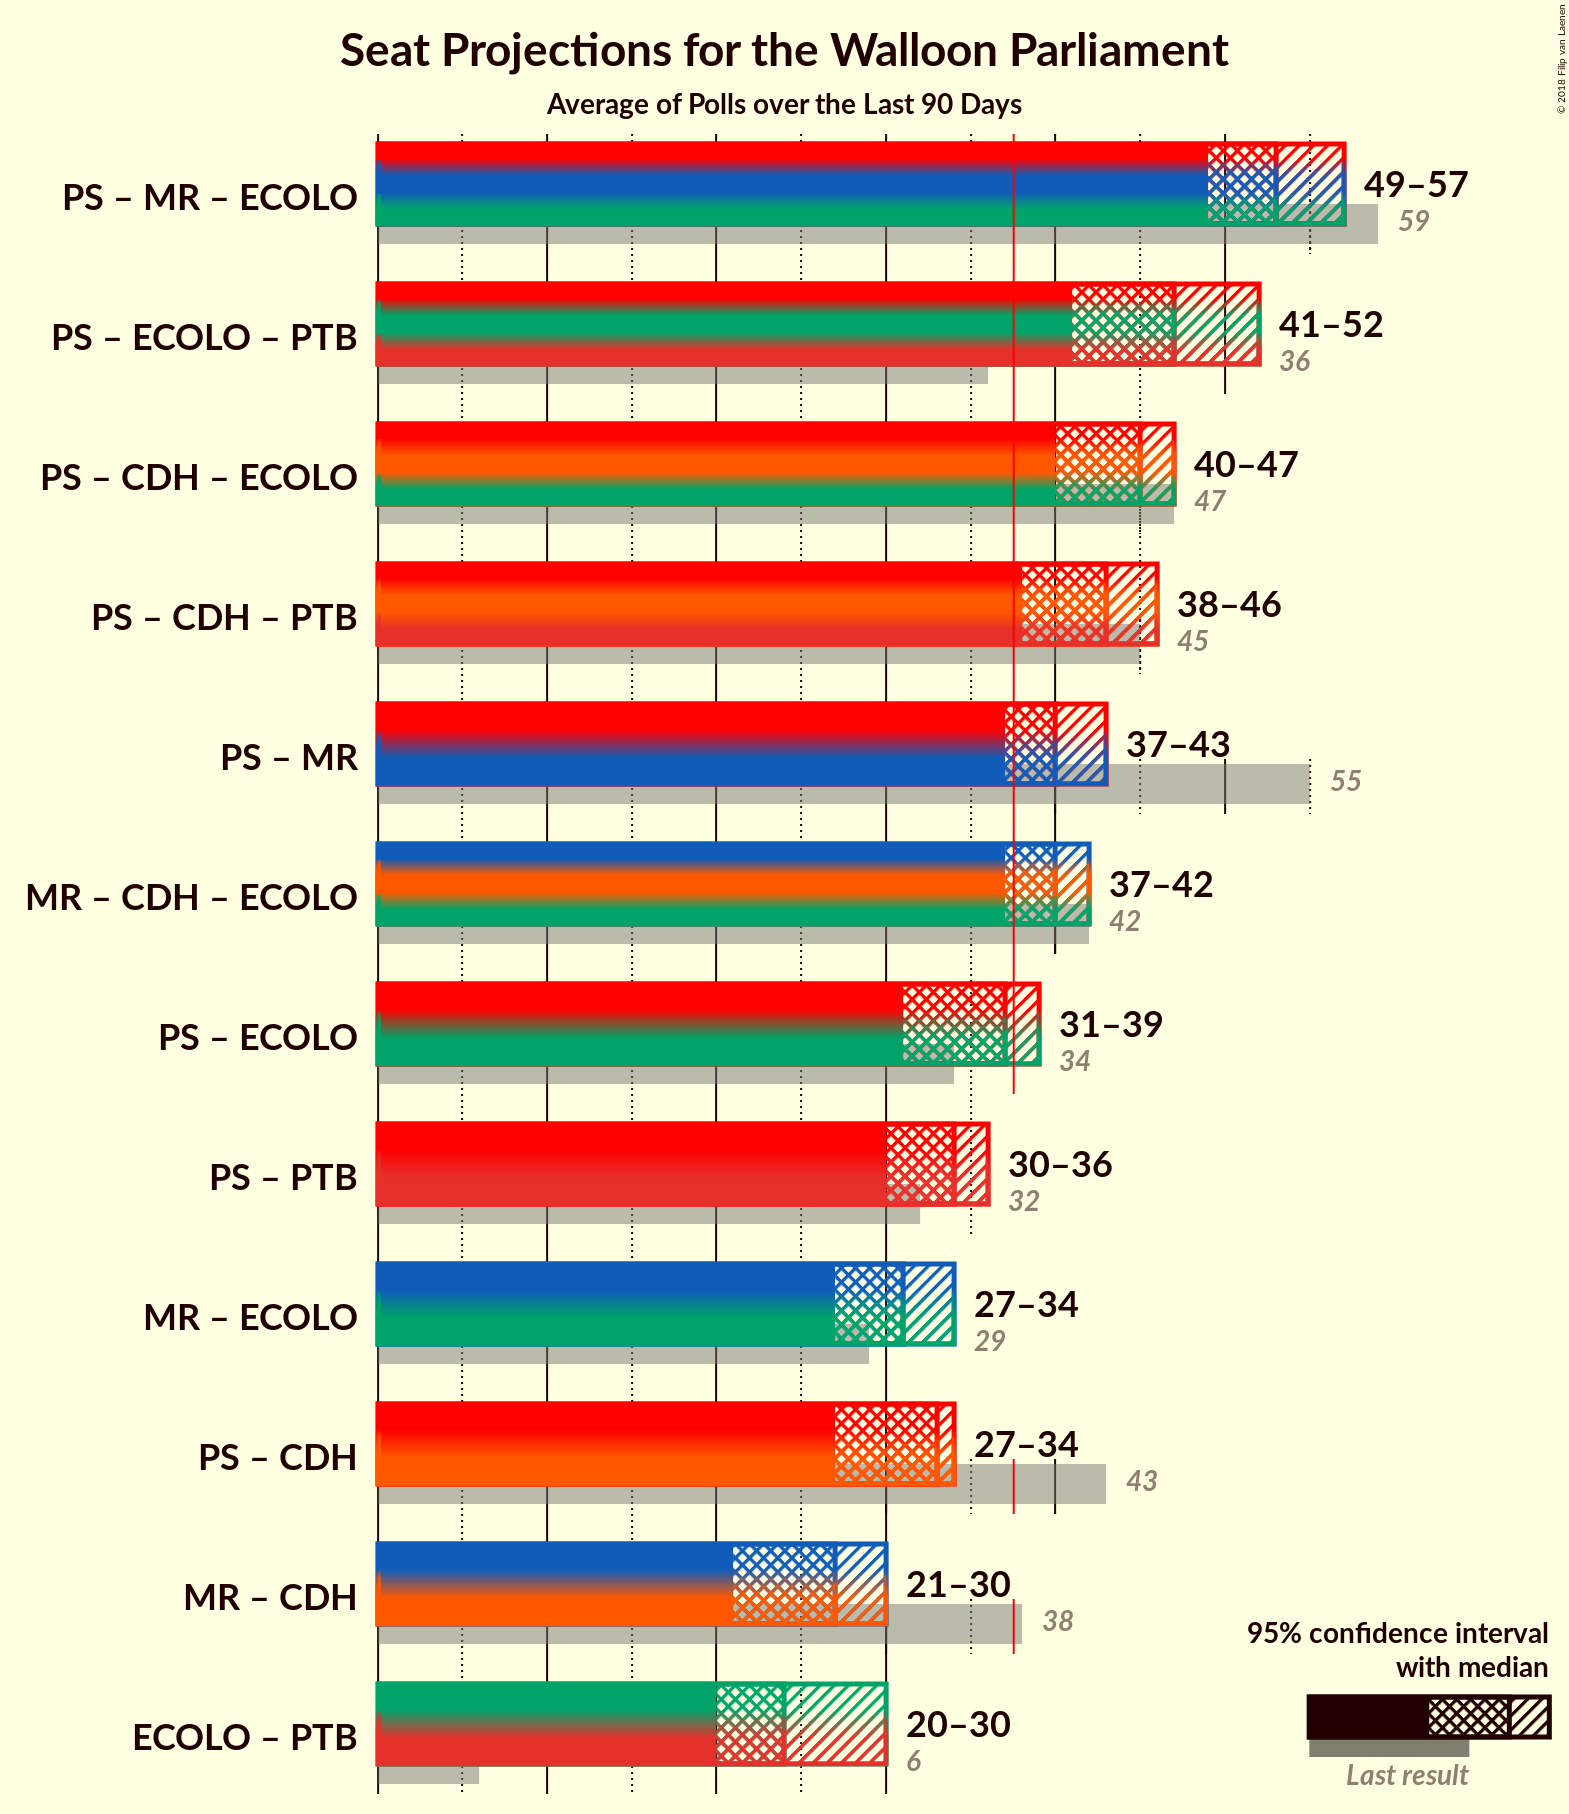 Seat Projections for the Walloon Parliament
Average of Polls over the Last 90 Days
© 2018 Filip van Laenen
PS – MR – ECOLO
49–57
59
PS – ECOLO – PTB
41–52
36
PS – CDH – ECOLO
40–47
47
PS – CDH – PTB
38–46
45
PS – MR
37–43
55
MR – CDH – ECOLO
37–42
42
PS – ECOLO
31–39
34
PS – PTB
30–36
32
MR – ECOLO
27–34
29
PS – CDH
27–34
43
MR – CDH
21–30
38
ECOLO – PTB
20–30
6
95% confidence interval
with median
Last result